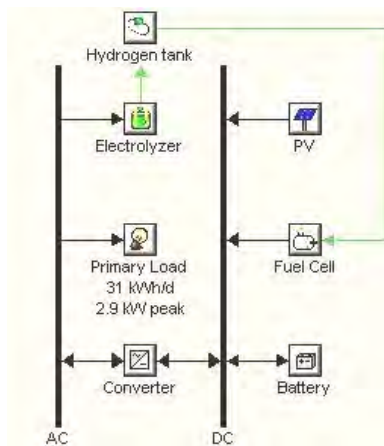 Hydrogen tank
Electrolyzer
PV
Primary Load
31 kWh/d
2.9 kW peak
Fuel Cell
Converter
Battery
AC
DC